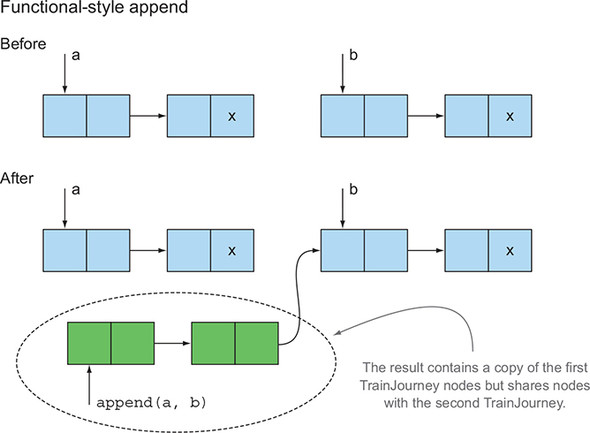 Functional-style append
Before
a
b
x
x
After
a
b
x
x
append(a, b)
The result contains a copy of the first
TrainJourney nodes but shares nodes
with the second TrainJourney.